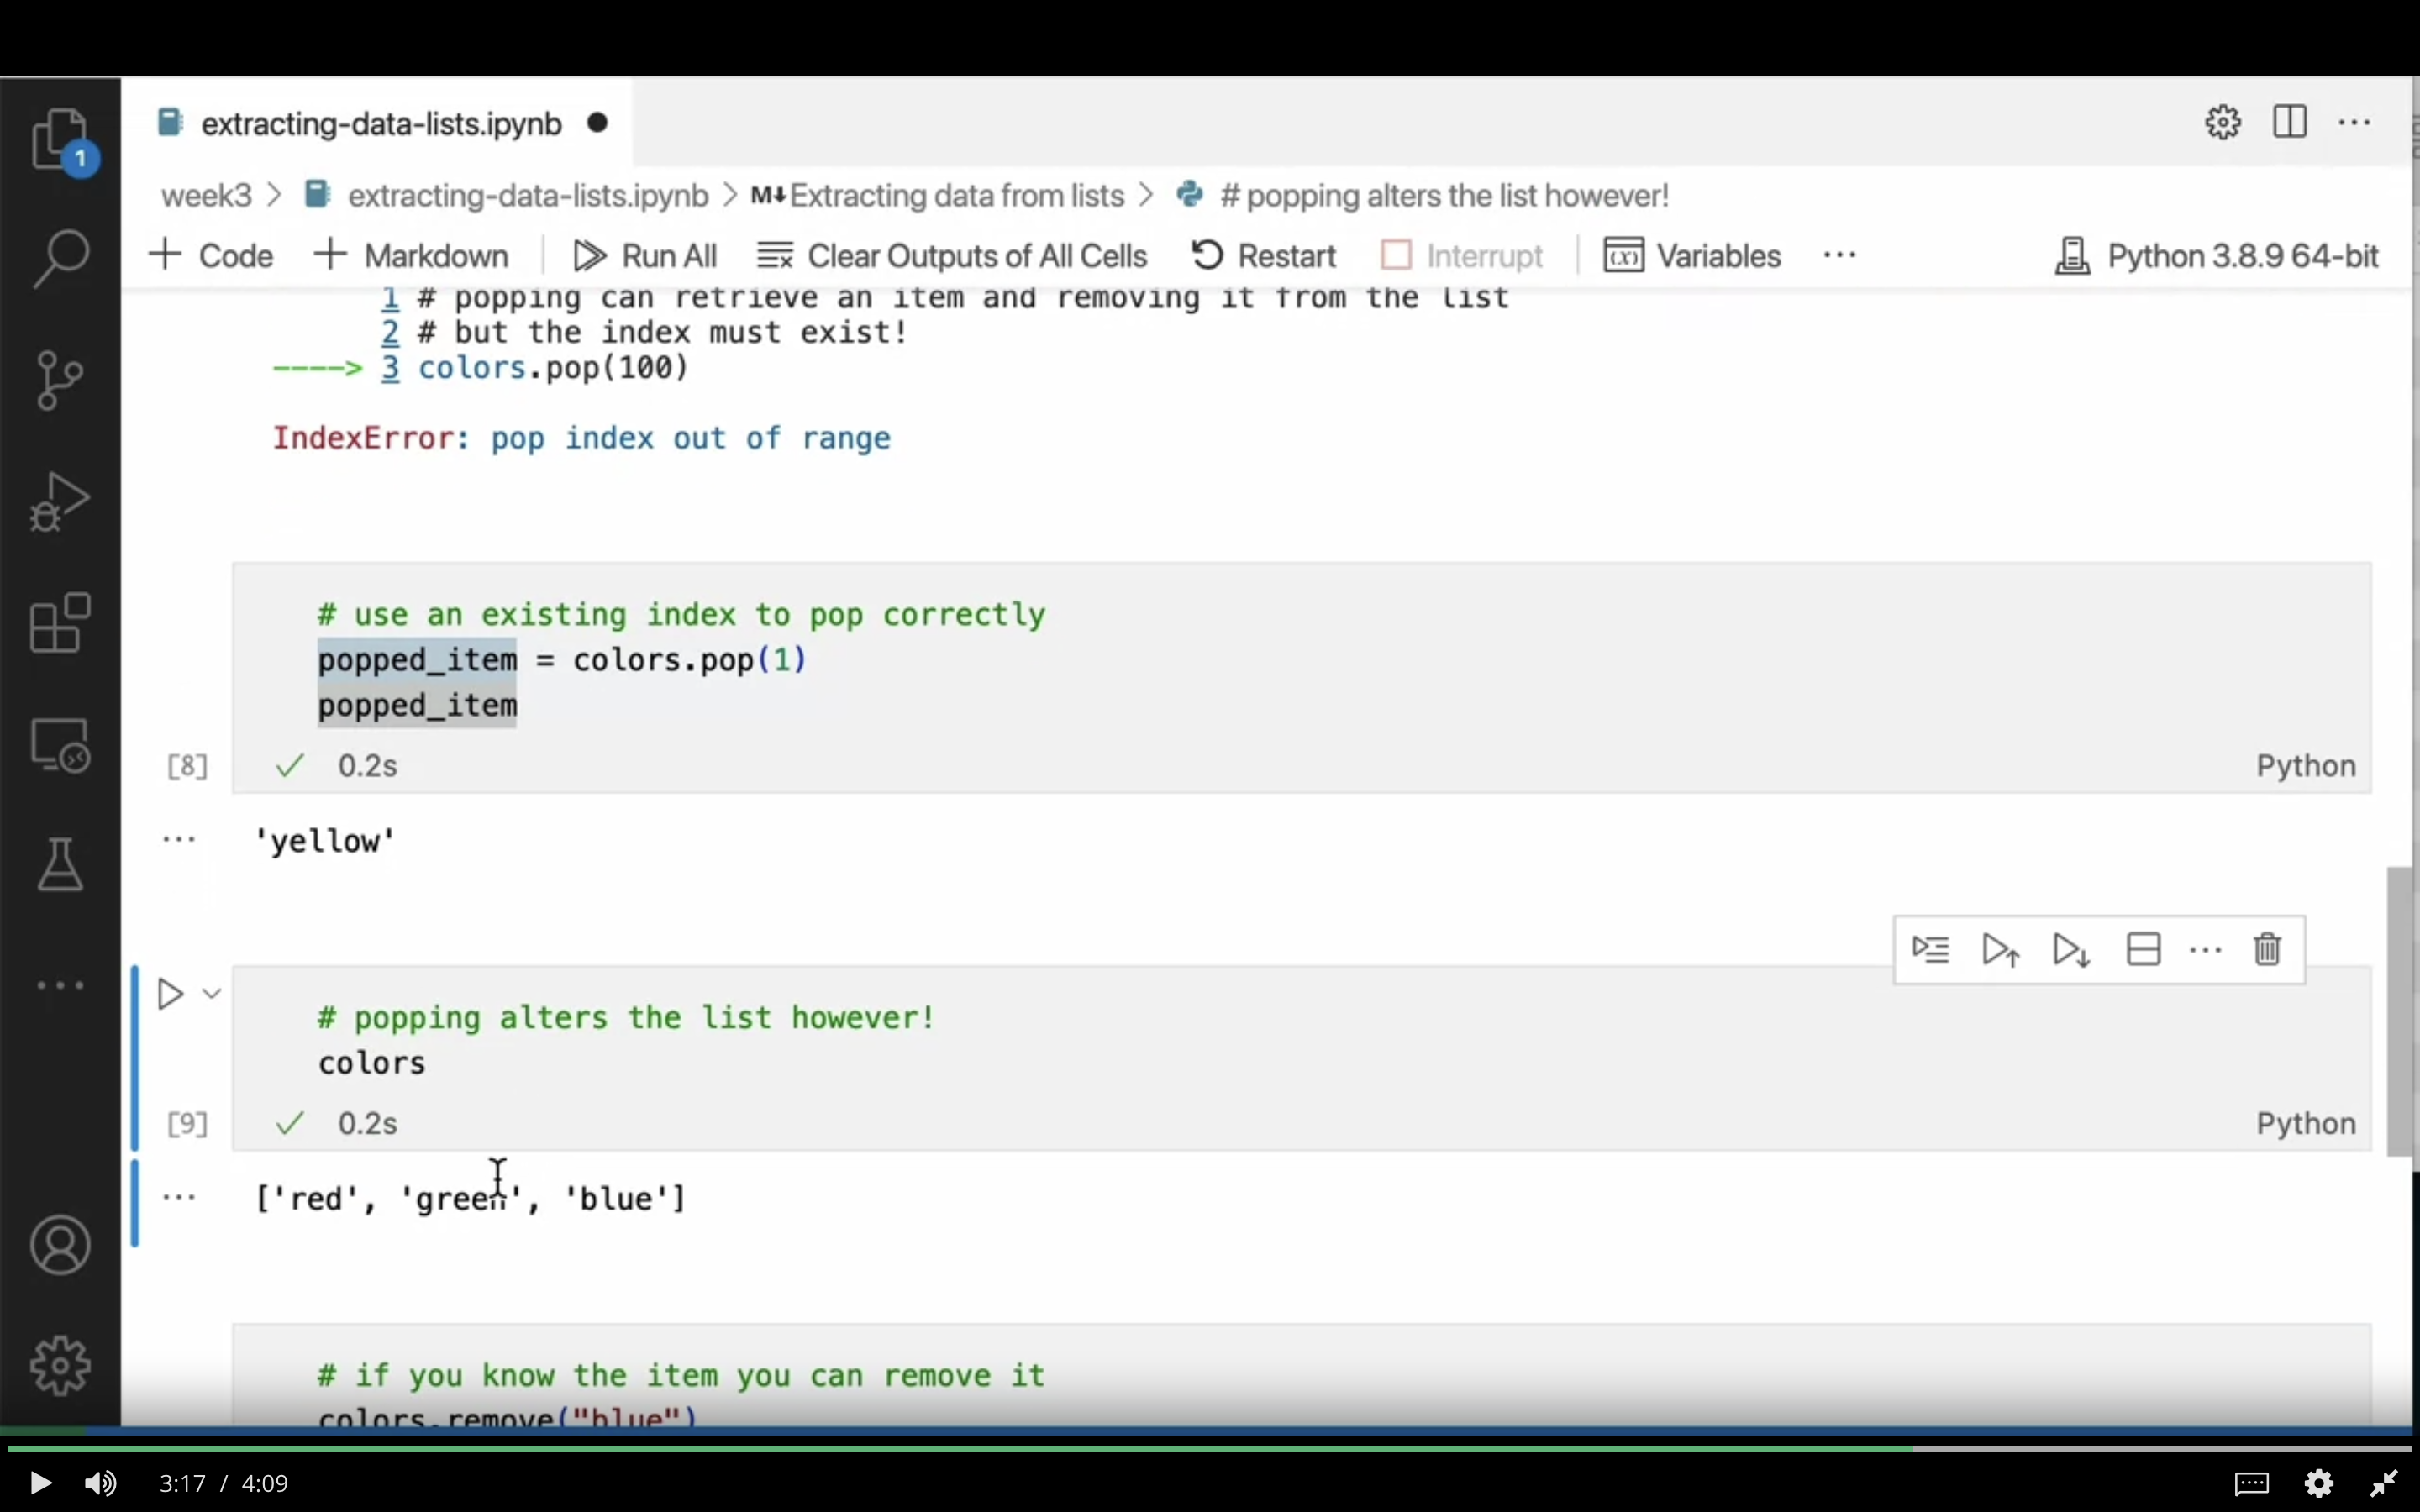 extracting-data-lists.ipynb
1
week3 > extracting-data-lists.ipynb > M↓ Extracting data from lists > # popping alters the list however!
+ Code + Markdown Run All Clear Outputs of All Cells Restart Interrupt (x) Variables ... Python 3.8.9 64-bit
1 # popping can retrieve an item and removing it from the list
2 # but the index must exist!
----> 3 colors.pop(100)
IndexError: pop index out of range
# use an existing index to pop correctly
popped_item = colors.pop(1)
popped_item
[8] ✓ 0.2s Python
... 'yellow'
# popping alters the list however!
colors
[9] ✓ 0.2s Python
... ['red', 'green', 'blue']
# if you know the item you can remove it
colors.remove("blue")
3:17 / 4:09